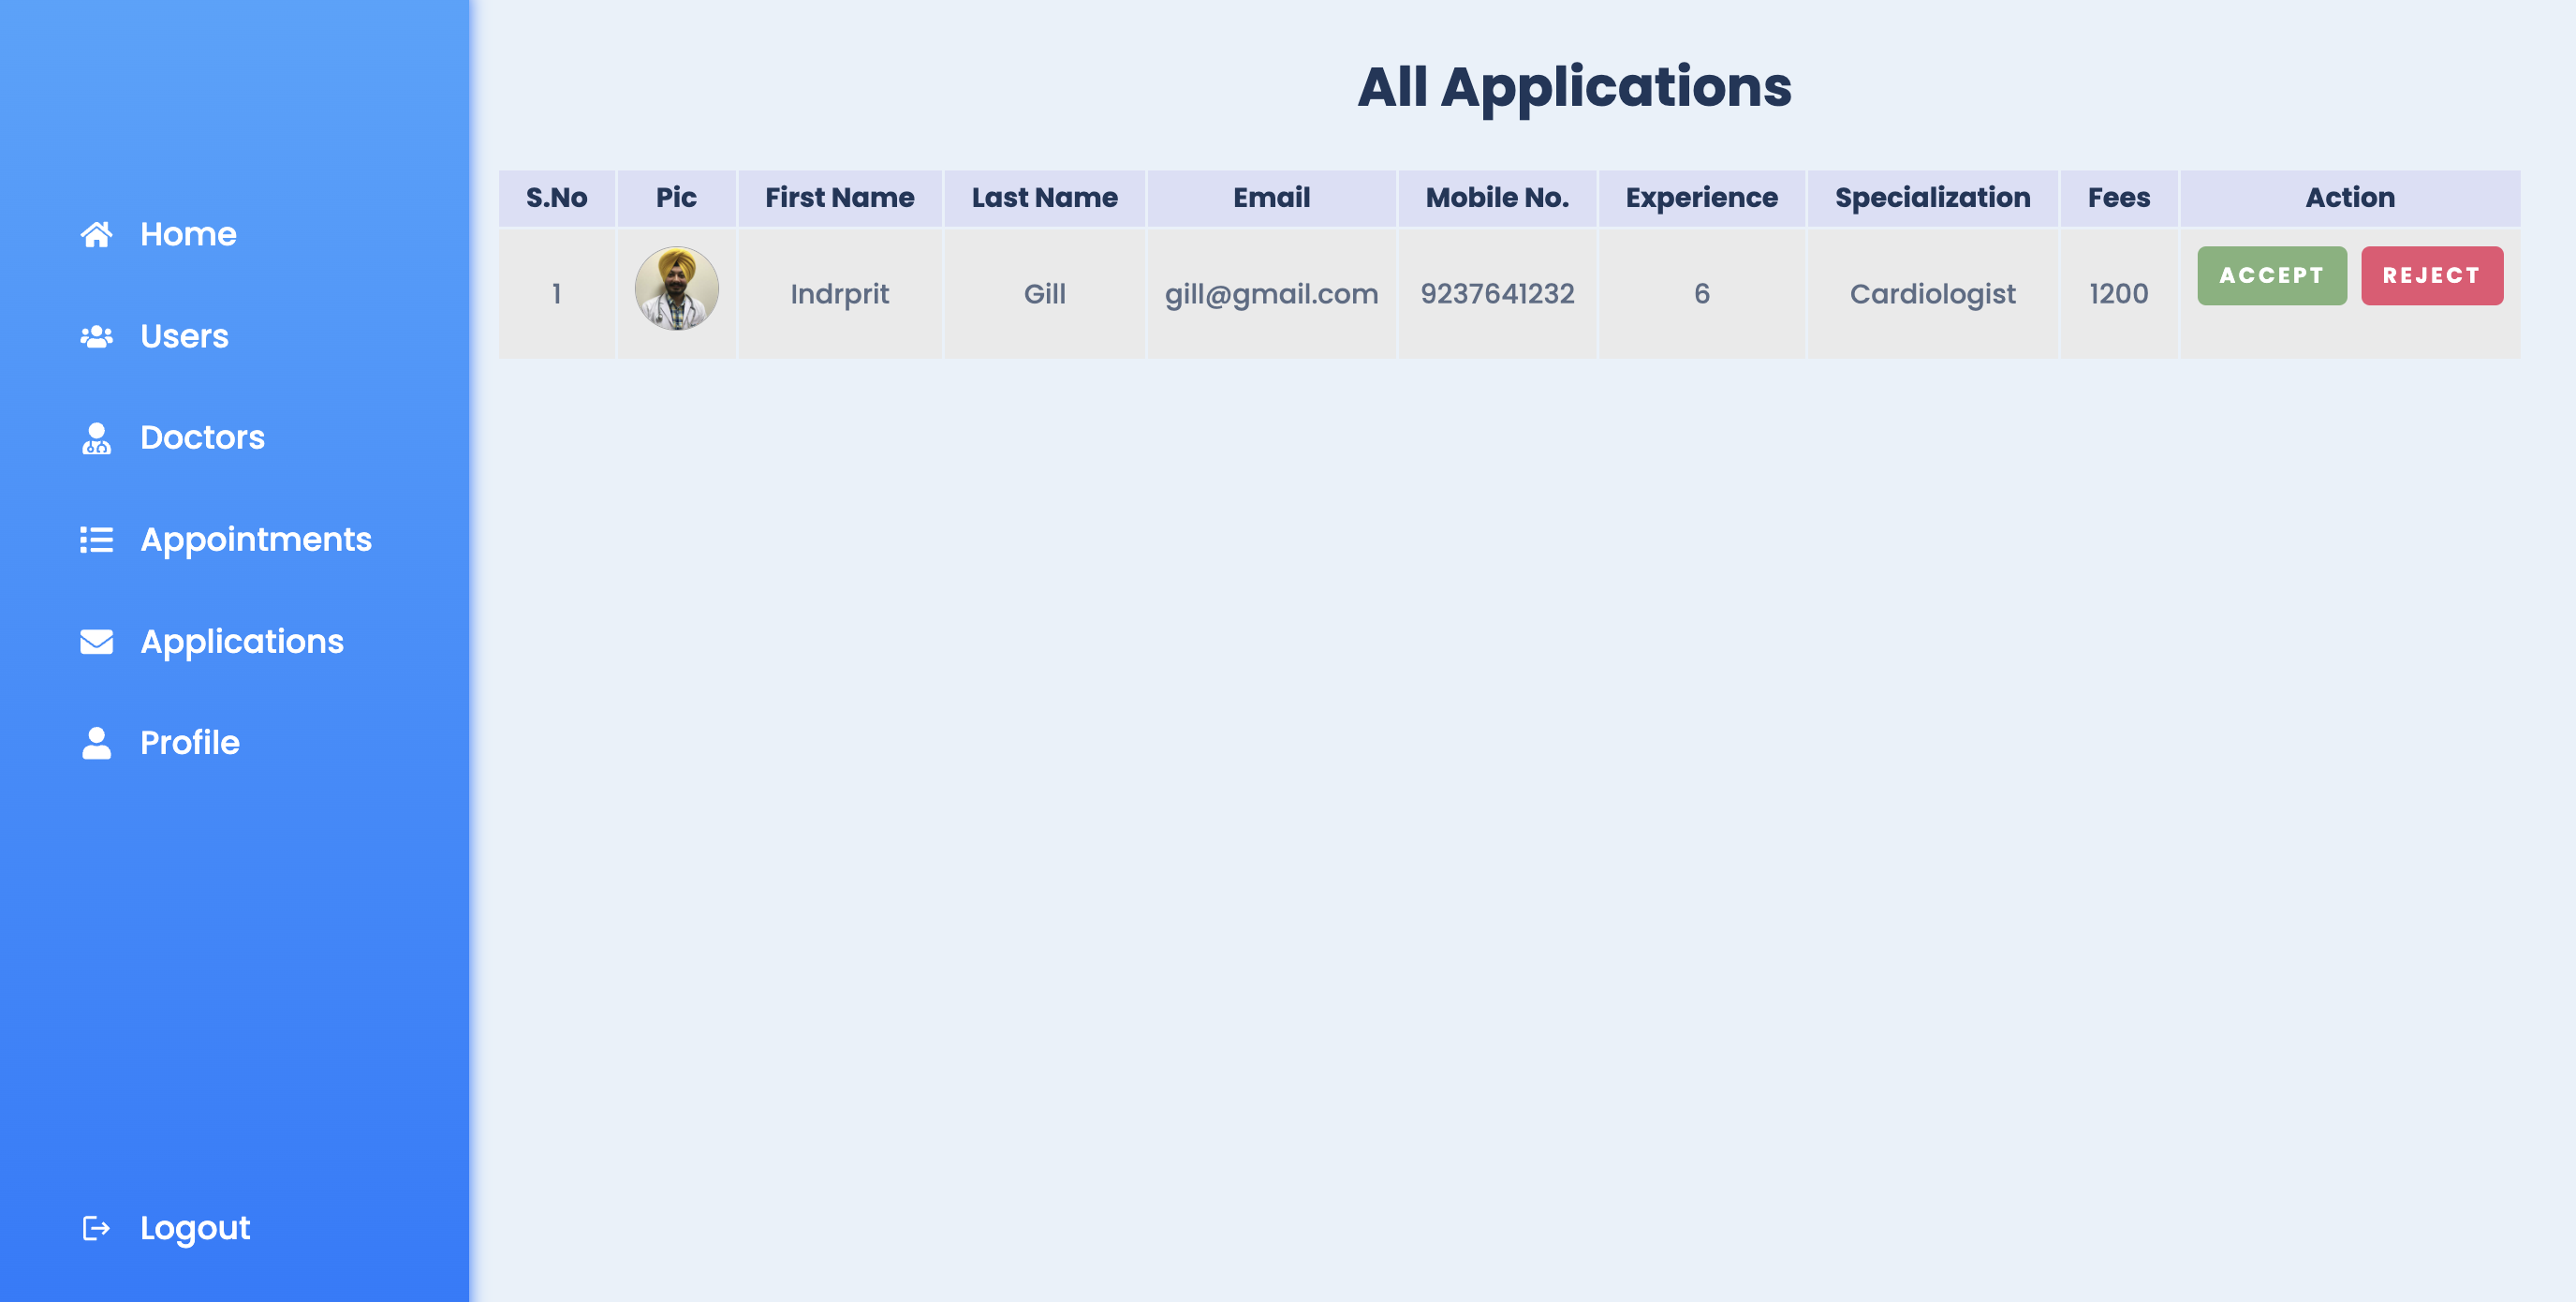 Home
Users
Doctors
Appointments
Applications
Profile
Logout
All Applications
S.No Pic First Name Last Name Email Mobile No. Experience Specialization Fees Action
1 Indrprit Gill gill@gmail.com 9237641232 6 Cardiologist 1200 ACCEPT REJECT